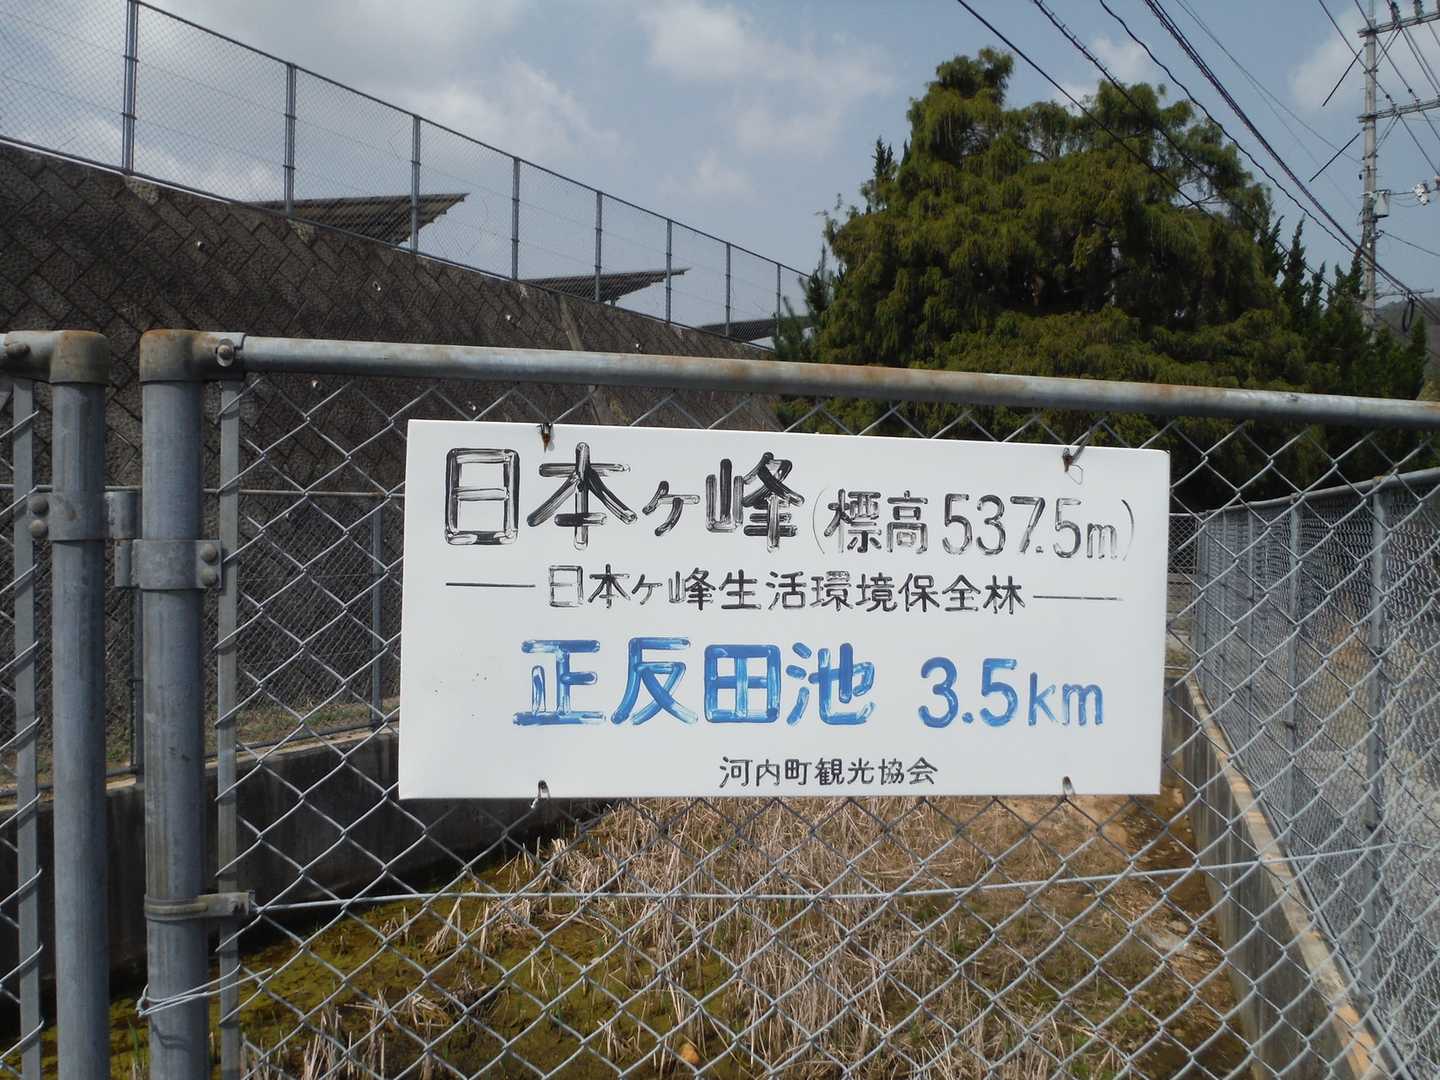 日本ヶ峰(標高537.5m)
日本ヶ峰生活環境保全林
正反田池 3.5km
河内町観光協会